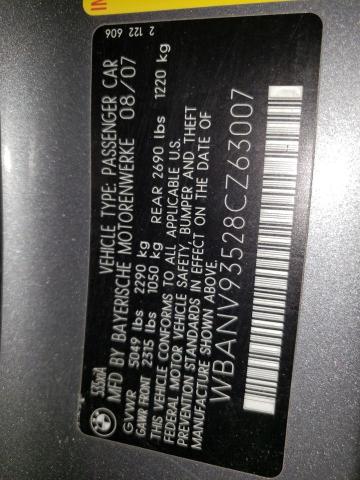 2 122 606
535xiA
VEHICLE TYPE: PASSENGER CAR
MFD BY BAYERISCHE MOTORENWERKE 08/07
GVWR 5049 lbs 2290 kg
GAWR FRONT 2315 lbs 1050 kg REAR 2690 lbs 1220 kg
THIS VEHICLE CONFORMS TO ALL APPLICABLE U.S.
FEDERAL MOTOR VEHICLE SAFETY, BUMPER AND THEFT
PREVENTION STANDARDS IN EFFECT ON THE DATE OF
MANUFACTURE SHOWN ABOVE.
WBANV93528CZ63007